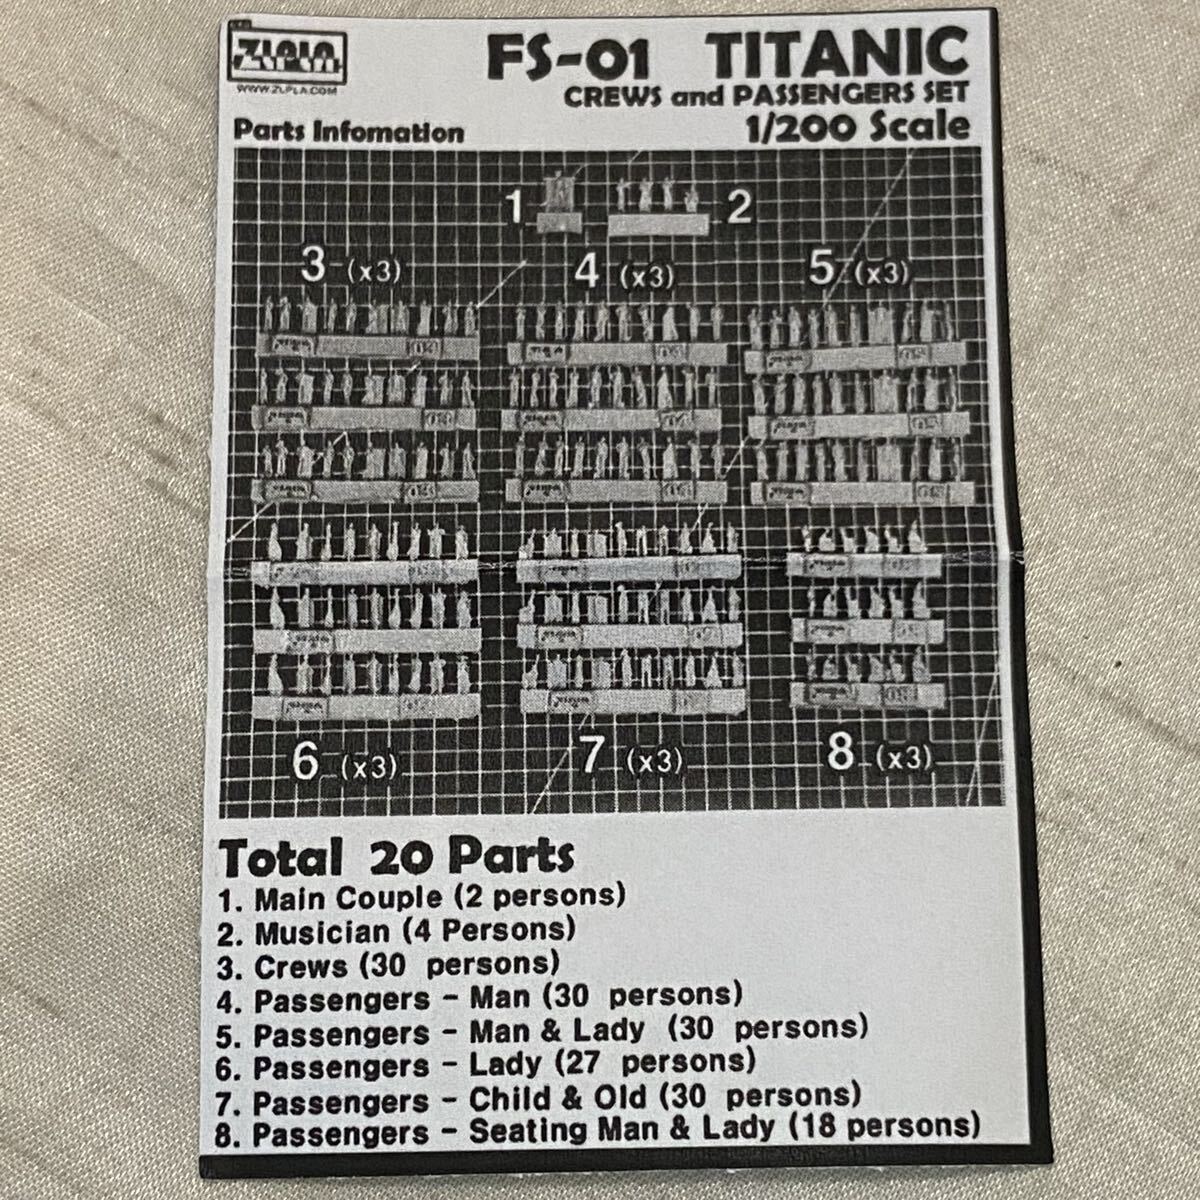 ZLPLA
WWW.ZLPLA.COM
FS-01 TITANIC
CREWS and PASSENGERS SET
Parts Infomation
1/200 Scale
1 2
3 (x3) 4 (x3) 5 (x3)
6 (x3) 7 (x3) 8 (x3)
Total 20 Parts
1. Main Couple (2 persons)
2. Musician (4 Persons)
3. Crews (30 persons)
4. Passengers - Man (30 persons)
5. Passengers - Man & Lady (30 persons)
6. Passengers - Lady (27 persons)
7. Passengers - Child & Old (30 persons)
8. Passengers - Seating Man & Lady (18 persons)